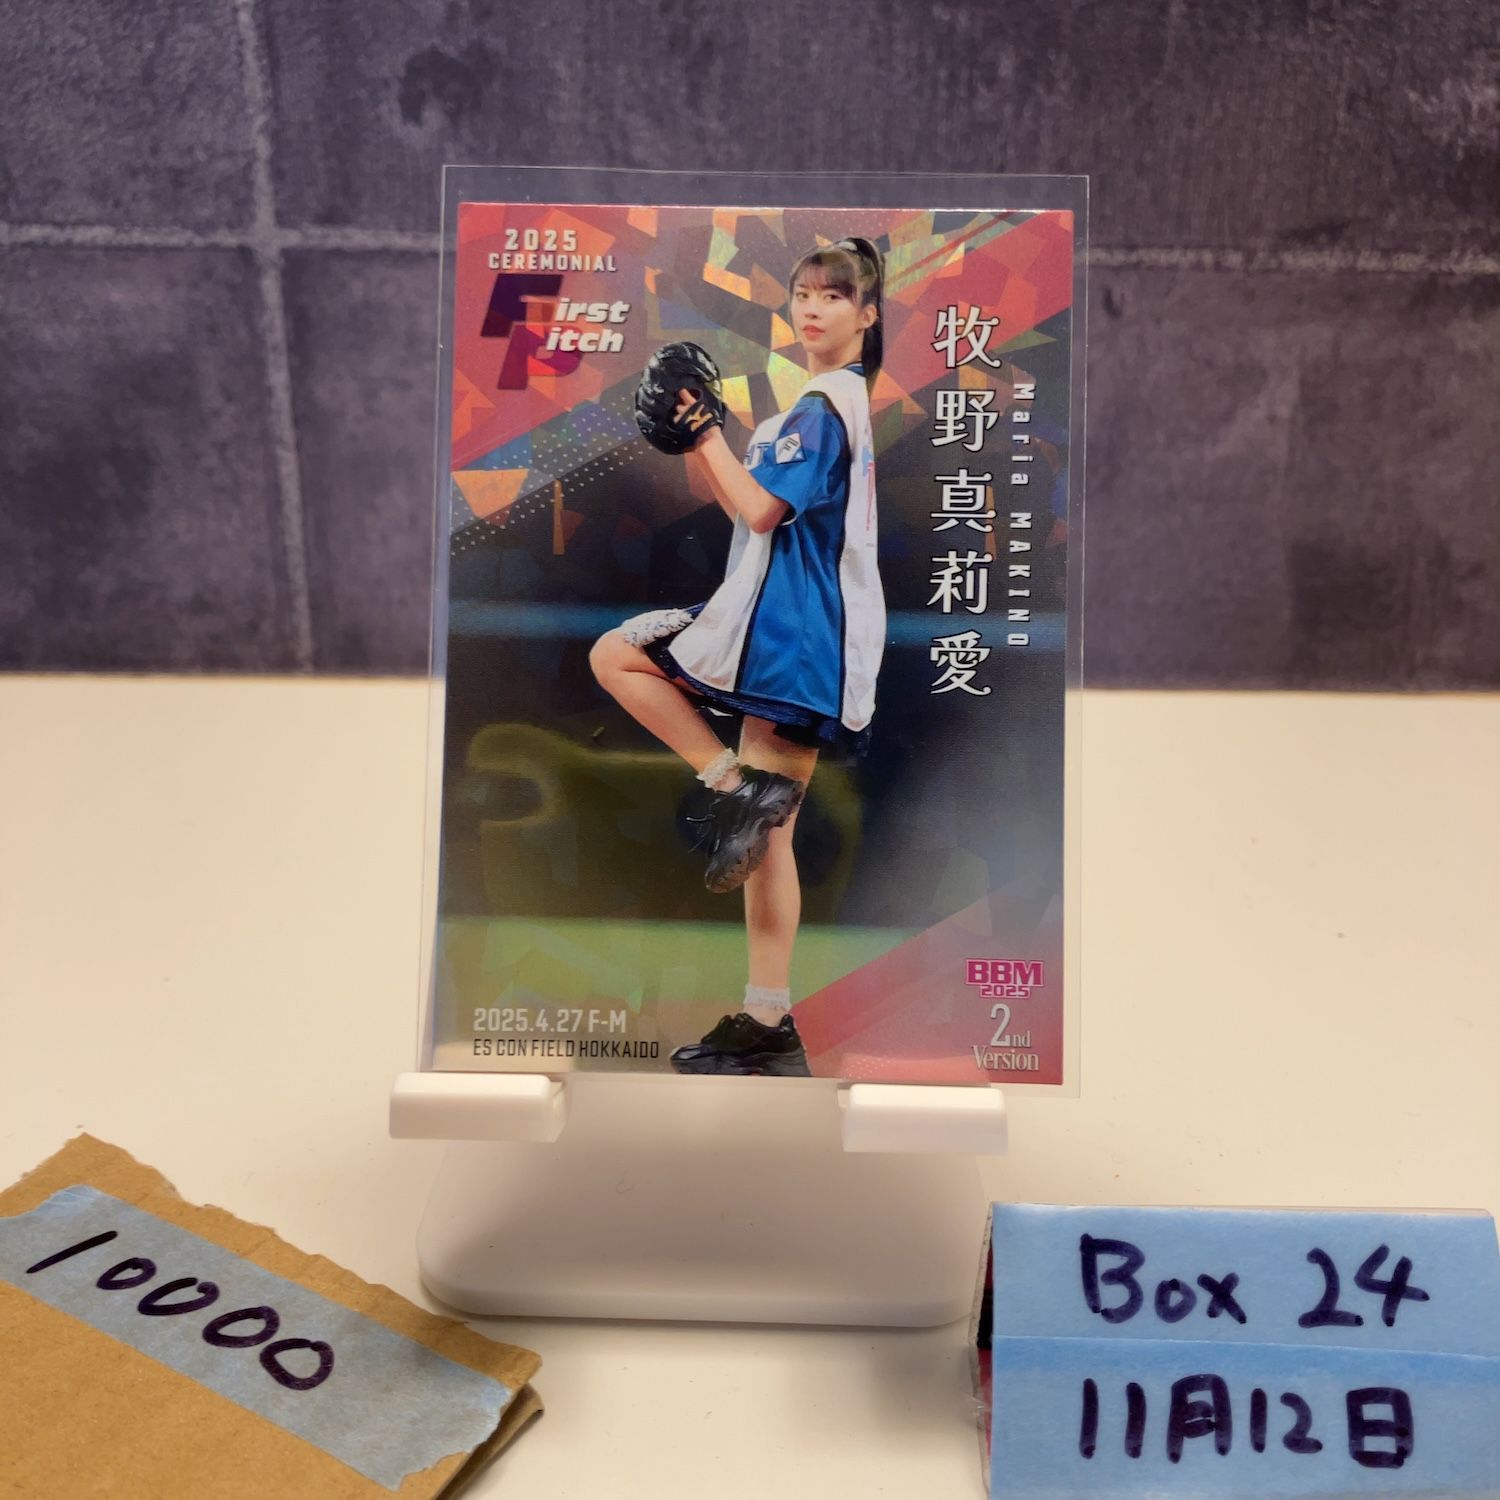 2025
CEREMONIAL
First
Pitch
牧野真莉愛
Maria MAKINO
2025.4.27 F-M
ES CON FIELD HOKKAIDO
BBM
2025
2nd
Version
10000
Box 24
11月12日